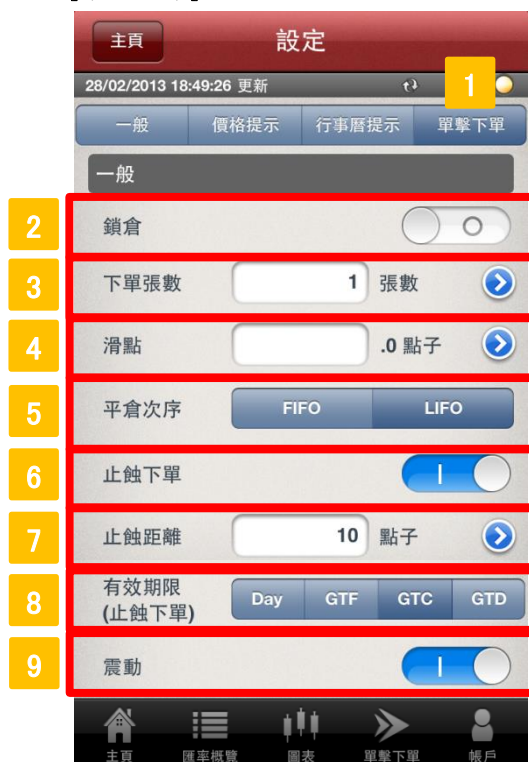 主頁
設定
28/02/2013 18:49:26 更新
1
一般
價格提示
行事曆提示
單擊下單
一般
2
鎖倉
3
下單張數
1
張數
4
滑點
.0 點子
5
平倉次序
FIFO
LIFO
6
止蝕下單
7
止蝕距離
10
點子
8
有效期限
(止蝕下單)
Day
GTF
GTC
GTD
9
震動
主頁
匯率概覽
圖表
單擊下單
帳戶